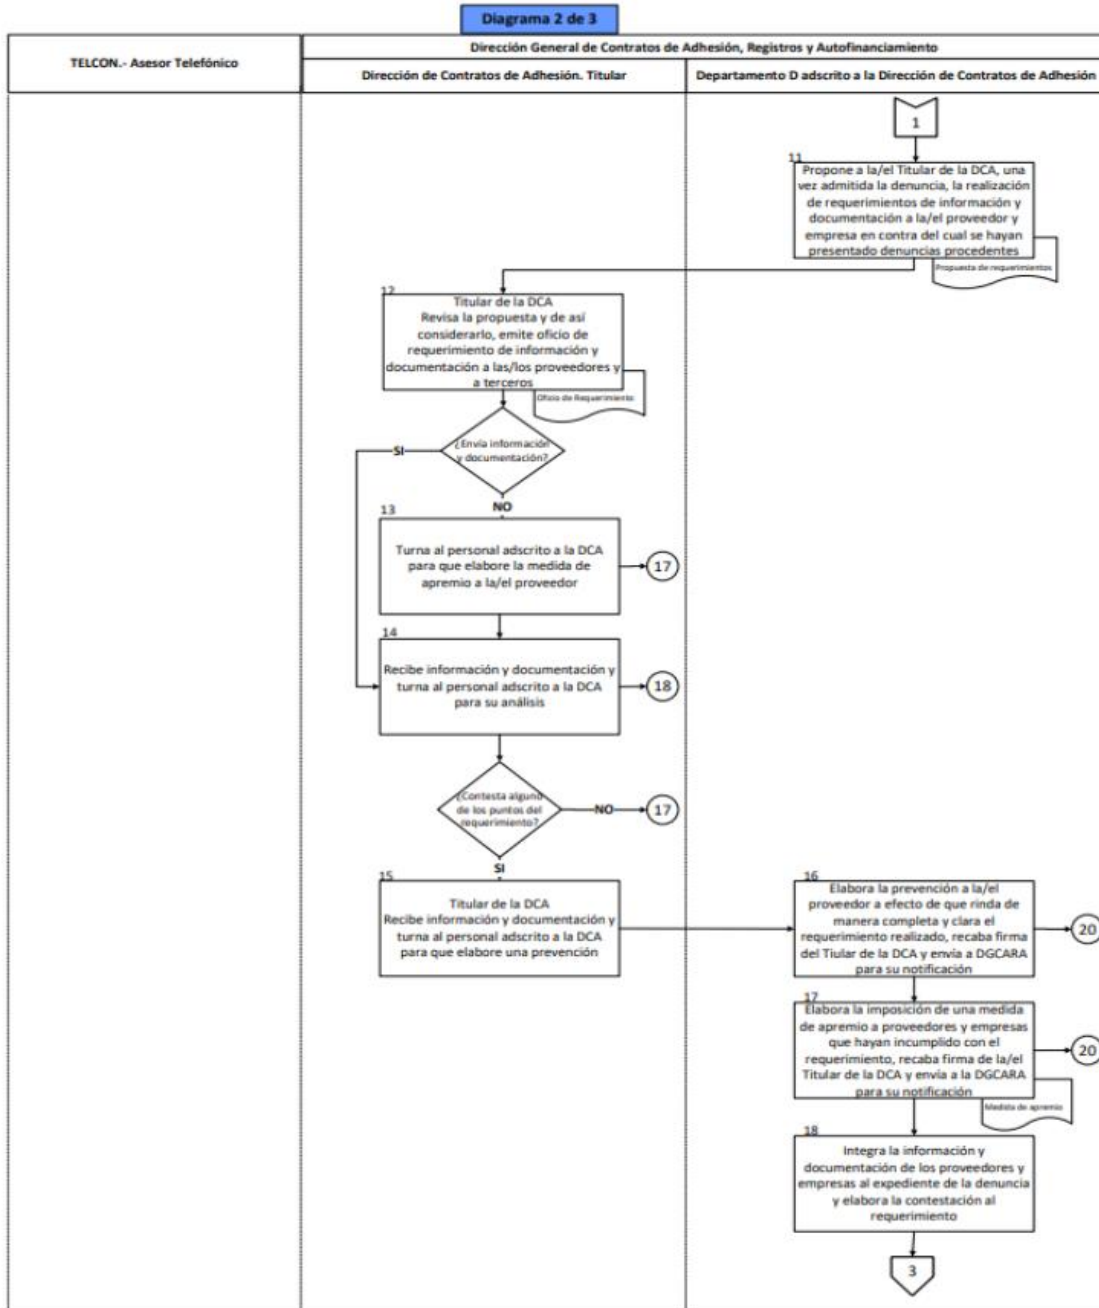 Diagrama 2 de 3
TELCON.- Asesor Telefónico
Dirección General de Contratos de Adhesión, Registros y Autofinanciamiento
Dirección de Contratos de Adhesión. Titular
Departamento D adscrito a la Dirección de Contratos de Adhesión
1
11
Propone a la/el Titular de la DCA, una
vez admitida la denuncia, la realización
de requerimientos de información y
documentación a la/el proveedor y
empresa en contra del cual se hayan
presentado denuncias procedentes
Propuesta de requerimientos
12
Titular de la DCA
Revisa la propuesta y de así
considerarlo, emite oficio de
requerimiento de información y
documentación a las/los proveedores y
a terceros
Oficio de Requerimiento
¿Envía información
y documentación?
SI
NO
13
Turna al personal adscrito a la DCA
para que elabore la medida de
apremio a la/el proveedor
17
14
Recibe información y documentación y
turna al personal adscrito a la DCA
para su análisis
18
¿Contesta alguno
de los puntos del
requerimiento?
NO
17
SI
15
Titular de la DCA
Recibe información y documentación y
turna al personal adscrito a la DCA
para que elabore una prevención
16
Elabora la prevención a la/el
proveedor a efecto de que rinda de
manera completa y clara el
requerimiento realizado, recaba firma
del Tiular de la DCA y envía a DGCARA
para su notificación
20
17
Elabora la imposición de una medida
de apremio a proveedores y empresas
que hayan incumplido con el
requerimiento, recaba firma de la/el
Titular de la DCA y envía a la DGCARA
para su notificación
20
Medida de apremio
18
Integra la información y
documentación de los proveedores y
empresas al expediente de la denuncia
y elabora la contestación al
requerimiento
3